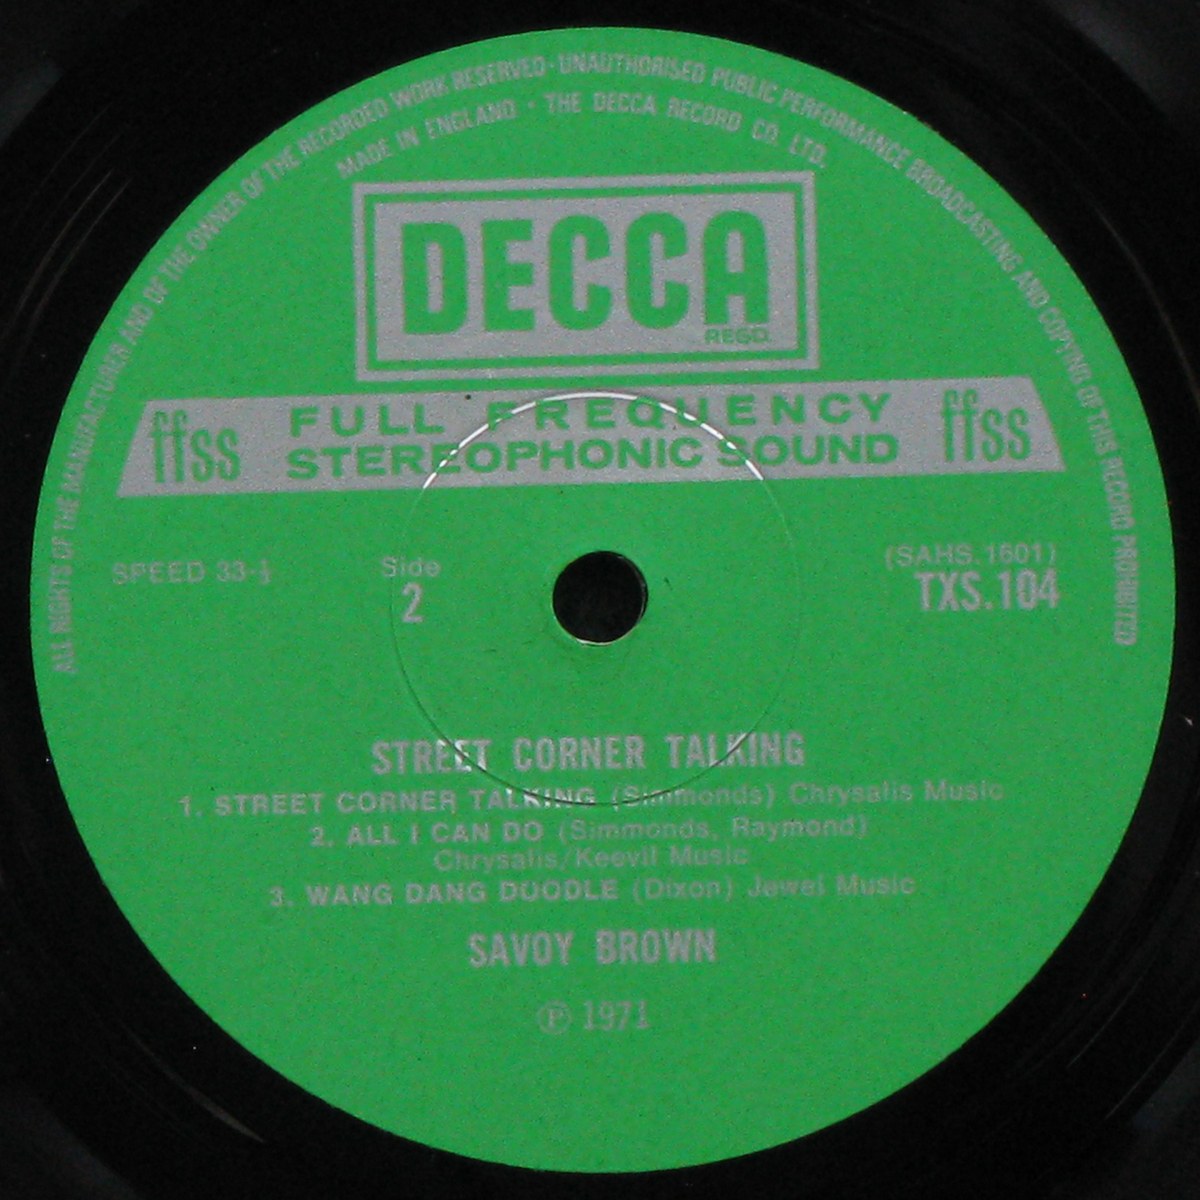 ALL RIGHTS OF THE MANUFACTURER AND OF THE OWNER OF THE RECORDED WORK RESERVED · UNAUTHORISED PUBLIC PERFORMANCE BROADCASTING AND COPYING OF THIS RECORD PROHIBITED
MADE IN ENGLAND · THE DECCA RECORD CO. LTD.
DECCA
REGD.
ffss FULL FREQUENCY ffss
STEREOPHONIC SOUND
SPEED 33-⅓
Side
2
(SAHS.1601)
TXS.104
STREET CORNER TALKING
1. STREET CORNER TALKING (Simmonds) Chrysalis Music
2. ALL I CAN DO (Simmonds, Raymond)
Chrysalis/Keevil Music
3. WANG DANG DOODLE (Dixon) Jewel Music
SAVOY BROWN
℗ 1971